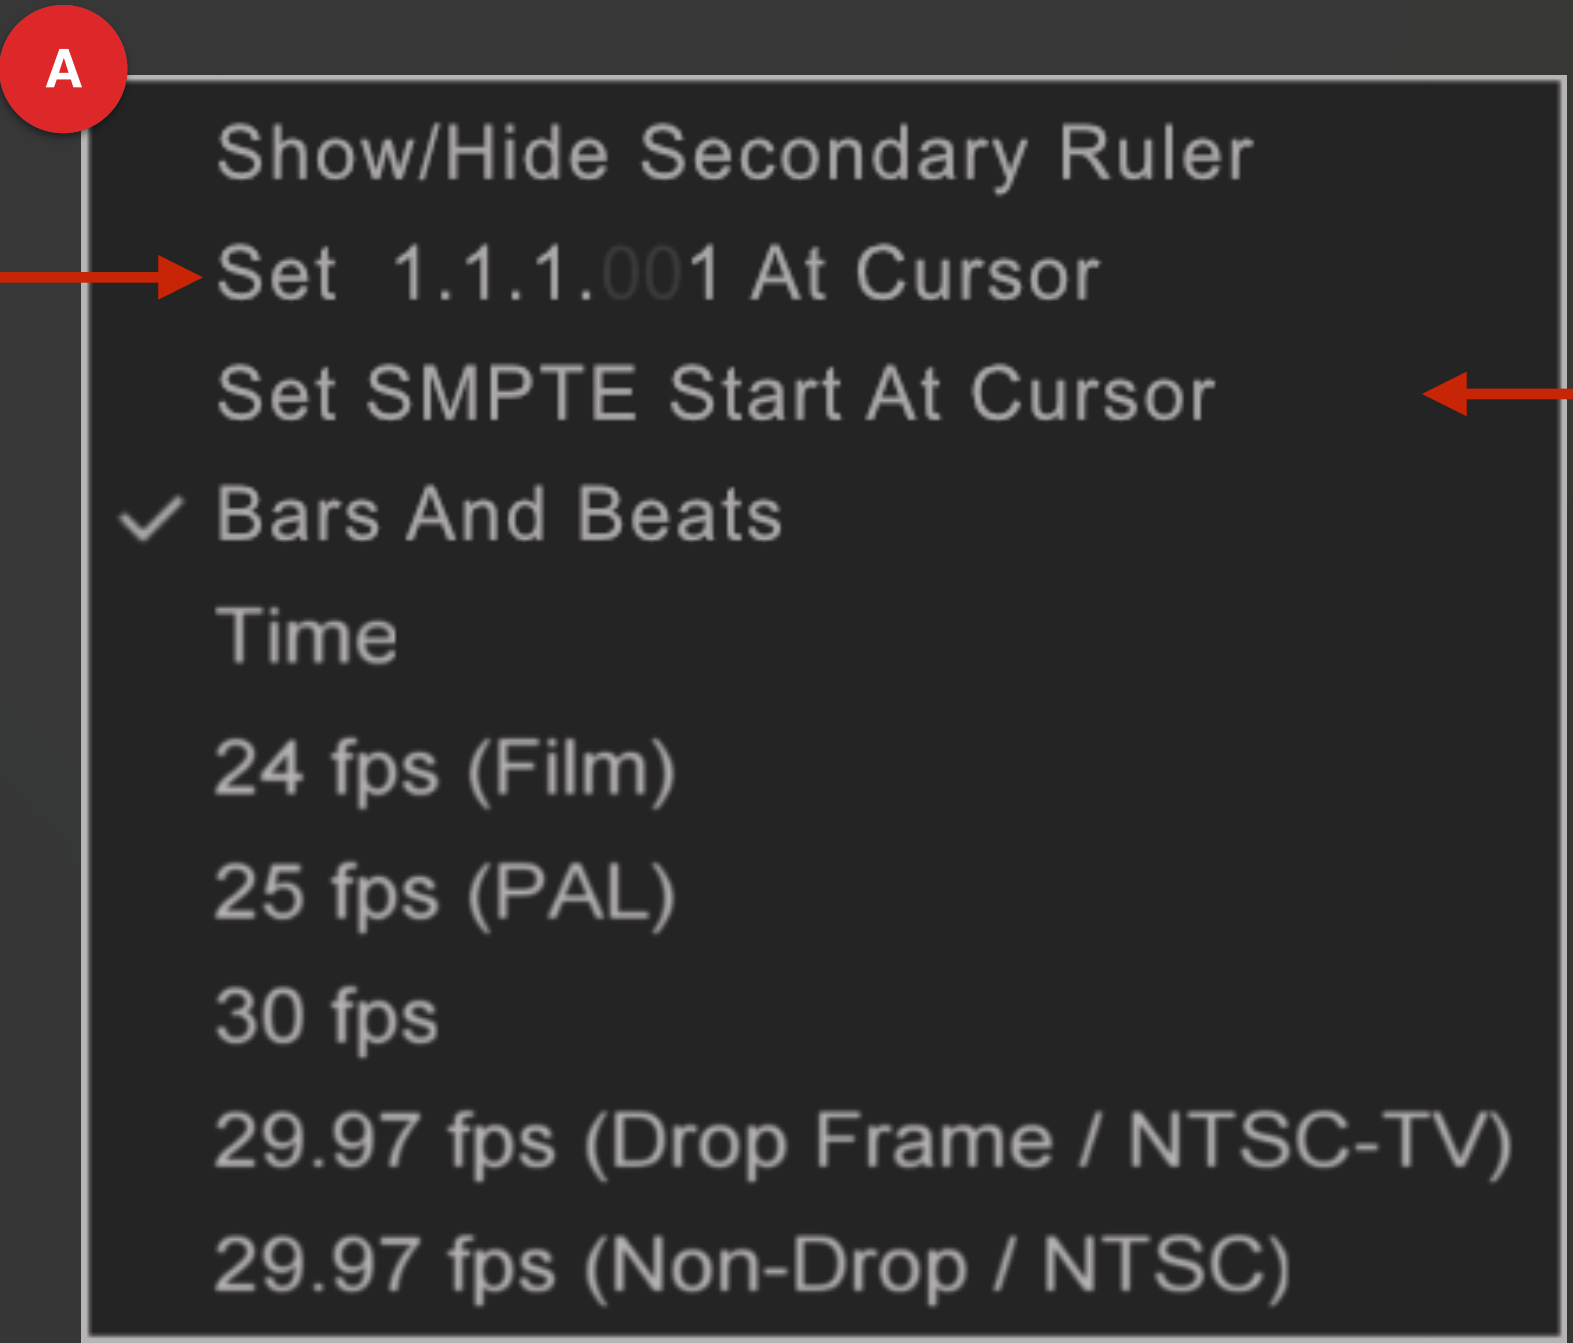 A
Show/Hide Secondary Ruler
Set 1.1.1.001 At Cursor
Set SMPTE Start At Cursor
Bars And Beats
Time
24 fps (Film)
25 fps (PAL)
30 fps
29.97 fps (Drop Frame / NTSC-TV)
29.97 fps (Non-Drop / NTSC)